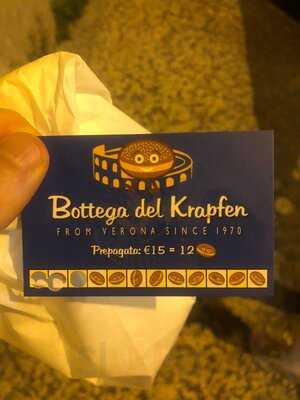 Bottega del Krapfen
FROM VERONA SINCE 1970
Prepagata: €15 = 12